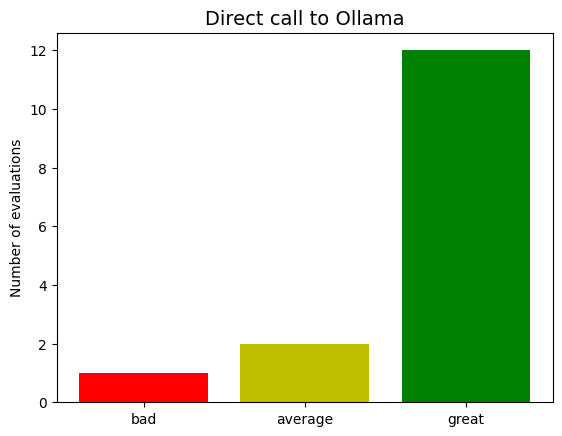 Direct call to Ollama
Number of evaluations
12
10
8
6
4
2
0
bad
average
great